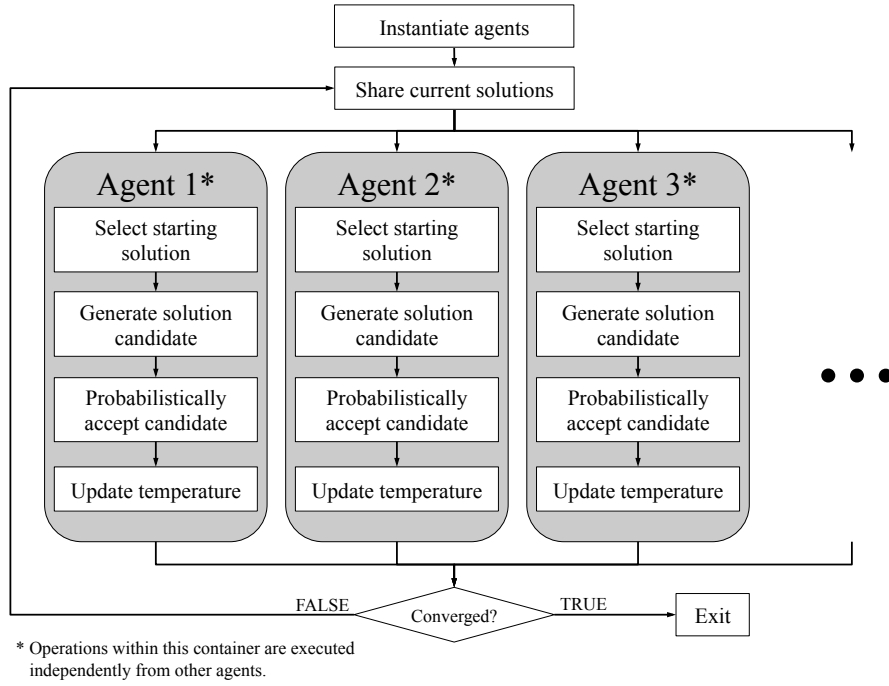 Instantiate agents
Share current solutions
Agent 1*
Select starting
solution
Generate solution
candidate
Probabilistically
accept candidate
Update temperature
Agent 2*
Select starting
solution
Generate solution
candidate
Probabilistically
accept candidate
Update temperature
Agent 3*
Select starting
solution
Generate solution
candidate
Probabilistically
accept candidate
Update temperature
FALSE
Converged?
TRUE
Exit
* Operations within this container are executed
independently from other agents.